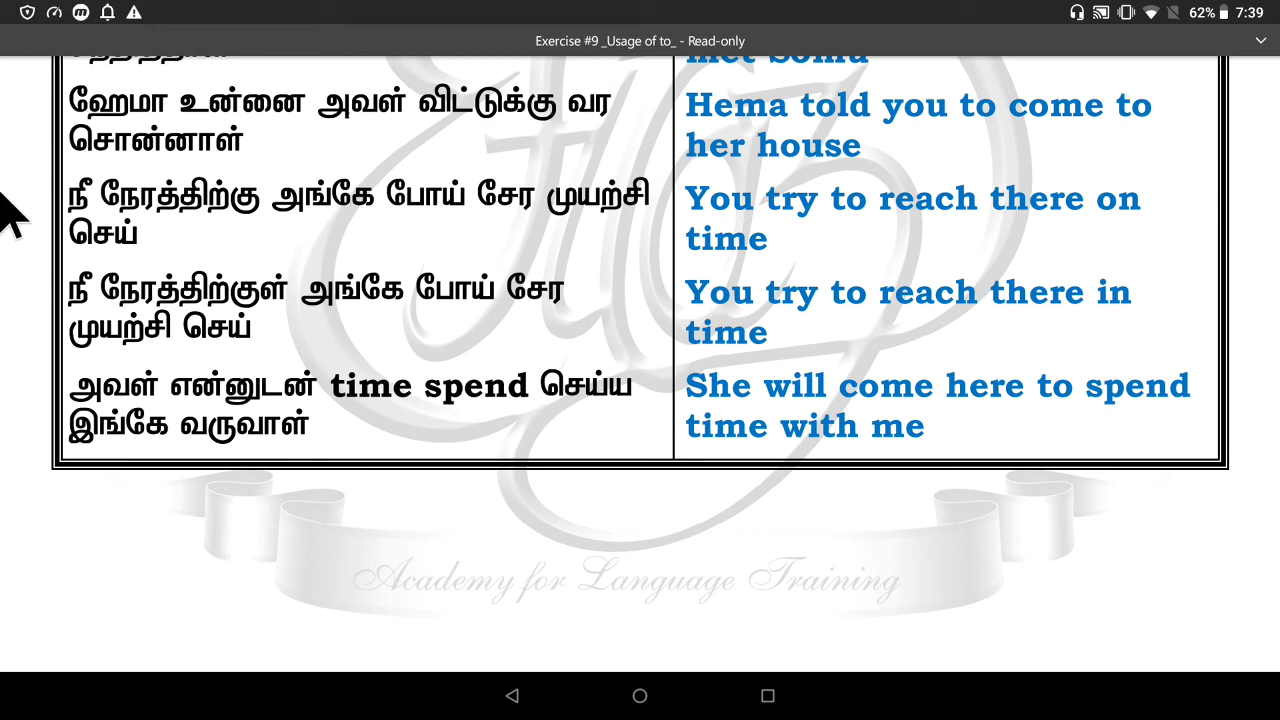 62% 7:39
Exercise #9 _Usage of to_ - Read-only
met Somu
ஹேமா உன்னை அவள் விட்டுக்கு வர
சொன்னாள்
Hema told you to come to
her house
நீ நேரத்திற்கு அங்கே போய் சேர முயற்சி
செய்
You try to reach there on
time
நீ நேரத்திற்குள் அங்கே போய் சேர
முயற்சி செய்
You try to reach there in
time
அவள் என்னுடன் time spend செய்ய
இங்கே வருவாள்
She will come here to spend
time with me
Academy for Language Training